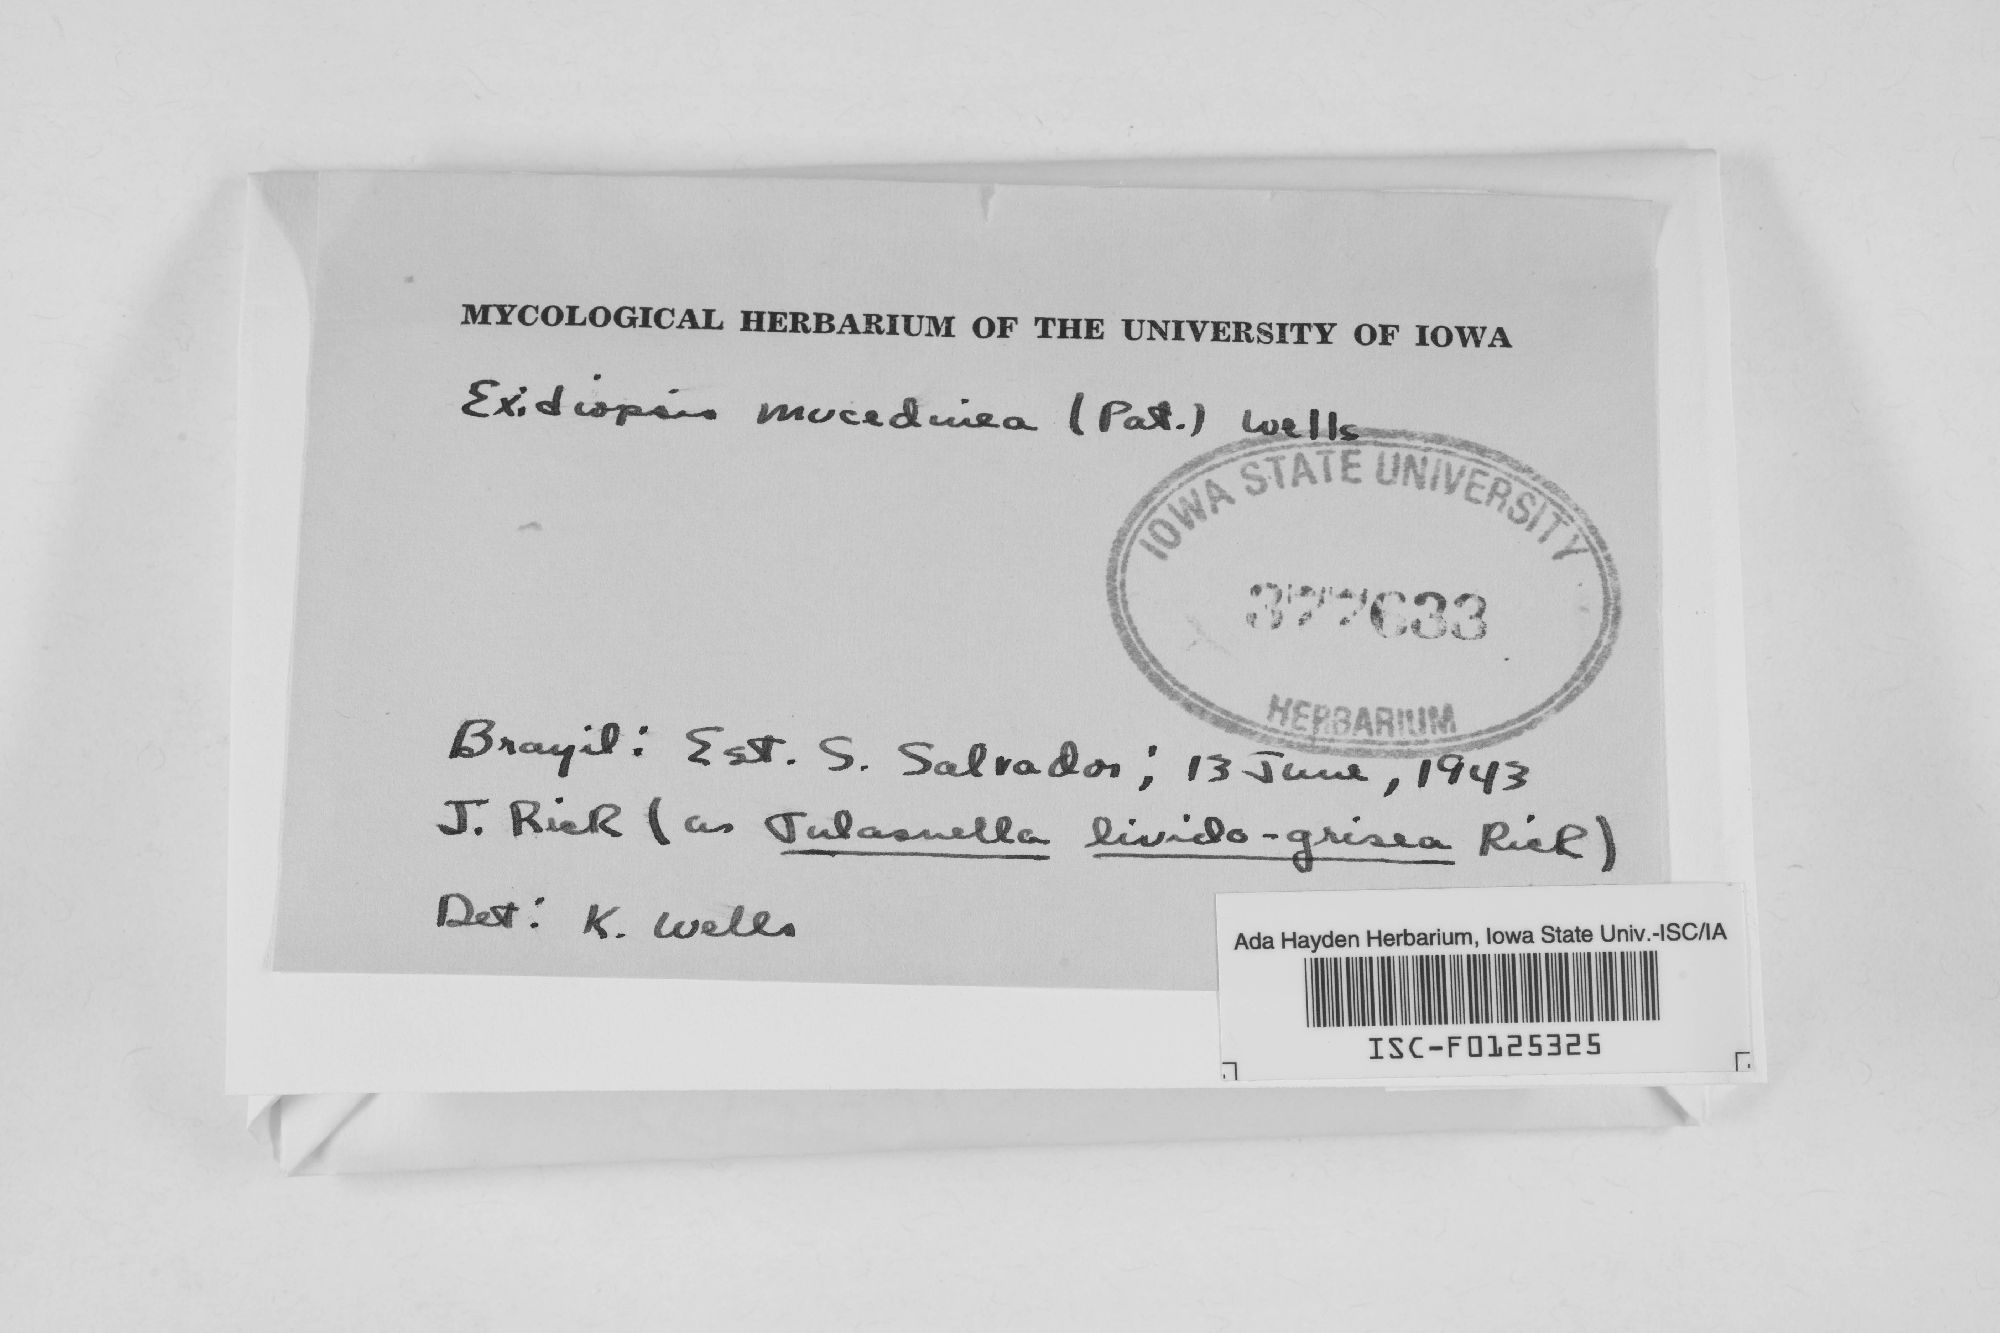 MYCOLOGICAL HERBARIUM OF THE UNIVERSITY OF IOWA
Exidiopsis mucedinea (Pat.) Wells
IOWA STATE UNIVERSITY
377633
HERBARIUM
Brazil: Est. S. Salvador; 13 June, 1943
J. Rick (as Tulasnella livido-grisea Rick)
Det: K. Wells
Ada Hayden Herbarium, Iowa State Univ.-ISC/IA
ISC-F0125325